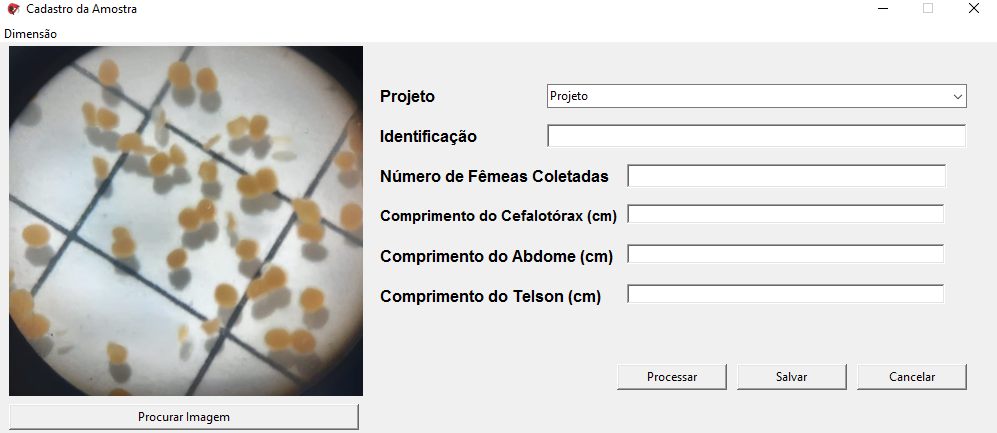 Cadastro da Amostra
Dimensão
Projeto
Projeto
Identificação
Número de Fêmeas Coletadas
Comprimento do Cefalotórax (cm)
Comprimento do Abdome (cm)
Comprimento do Telson (cm)
Processar
Salvar
Cancelar
Procurar Imagem